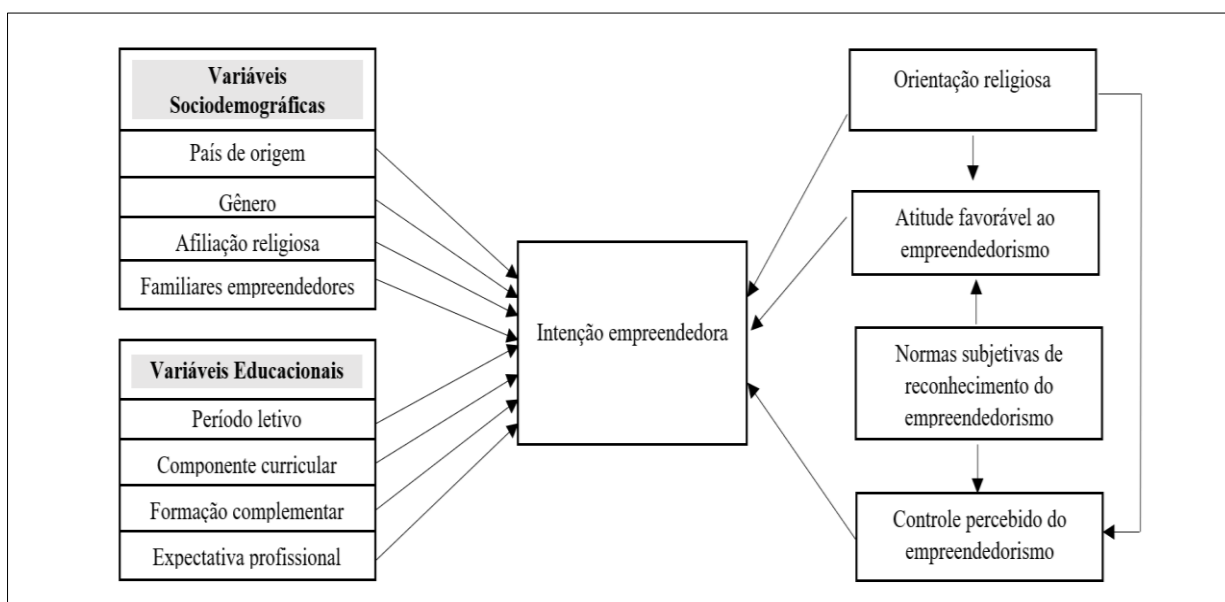 Variáveis
Sociodemográficas
País de origem
Gênero
Afiliação religiosa
Familiares empreendedores
Variáveis Educacionais
Período letivo
Componente curricular
Formação complementar
Expectativa profissional
Intenção empreendedora
Orientação religiosa
Atitude favorável ao
empreendedorismo
Normas subjetivas de
reconhecimento do
empreendedorismo
Controle percebido do
empreendedorismo